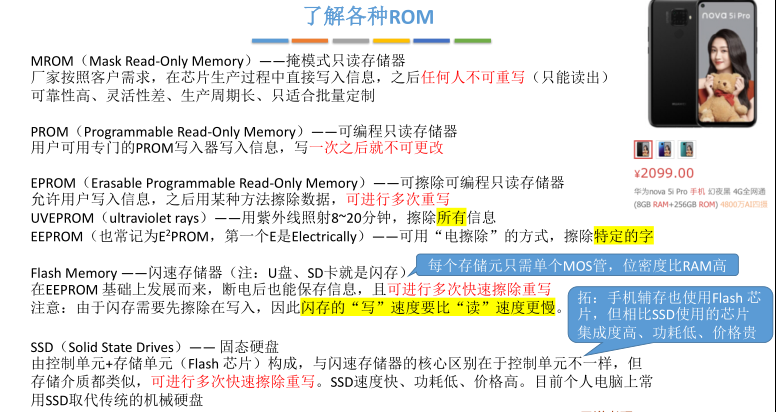 了解各种ROM
nova 5i Pro
MROM（Mask Read-Only Memory）——掩模式只读存储器
厂家按照客户需求，在芯片生产过程中直接写入信息，之后任何人不可重写（只能读出）
可靠性高、灵活性差、生产周期长、只适合批量定制
PROM（Programmable Read-Only Memory）——可编程只读存储器
用户可用专门的PROM写入器写入信息，写一次之后就不可更改
¥2099.00
华为nova 5i Pro 手机 幻夜黑 4G全网通
(8GB RAM+256GB ROM) 4800万AI四摄
EPROM（Erasable Programmable Read-Only Memory）——可擦除可编程只读存储器
允许用户写入信息，之后用某种方法擦除数据，可进行多次重写
UVEPROM（ultraviolet rays）——用紫外线照射8~20分钟，擦除所有信息
EEPROM（也常记为E²PROM，第一个E是Electrically）——可用“电擦除”的方式，擦除特定的字
Flash Memory —— 闪速存储器（注：U盘、SD卡就是闪存）
每个存储元只需单个MOS管，位密度比RAM高
在EEPROM 基础上发展而来，断电后也能保存信息，且可进行多次快速擦除重写
注意：由于闪存需要先擦除在写入，因此闪存的“写”速度要比“读”速度更慢。
拓：手机辅存也使用Flash 芯
片，但相比SSD使用的芯片
集成度高、功耗低、价格贵
SSD（Solid State Drives）—— 固态硬盘
由控制单元+存储单元（Flash 芯片）构成，与闪速存储器的核心区别在于控制单元不一样，但
存储介质都类似，可进行多次快速擦除重写。SSD速度快、功耗低、价格高。目前个人电脑上常
用SSD取代传统的机械硬盘